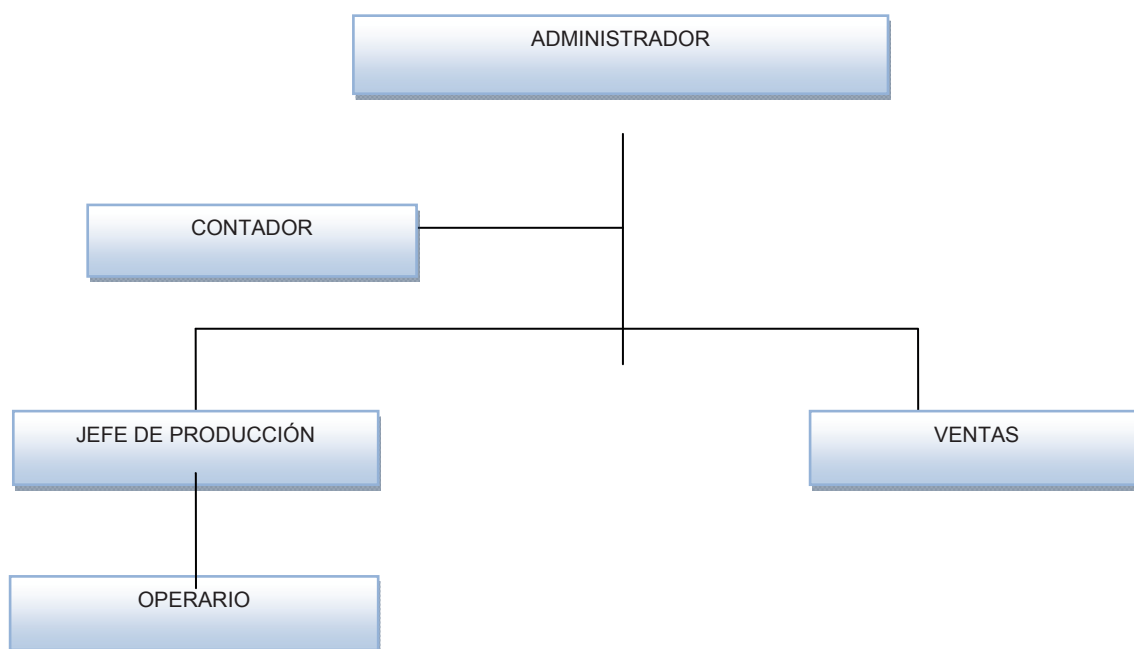 ADMINISTRADOR
CONTADOR
JEFE DE PRODUCCIÓN
VENTAS
OPERARIO